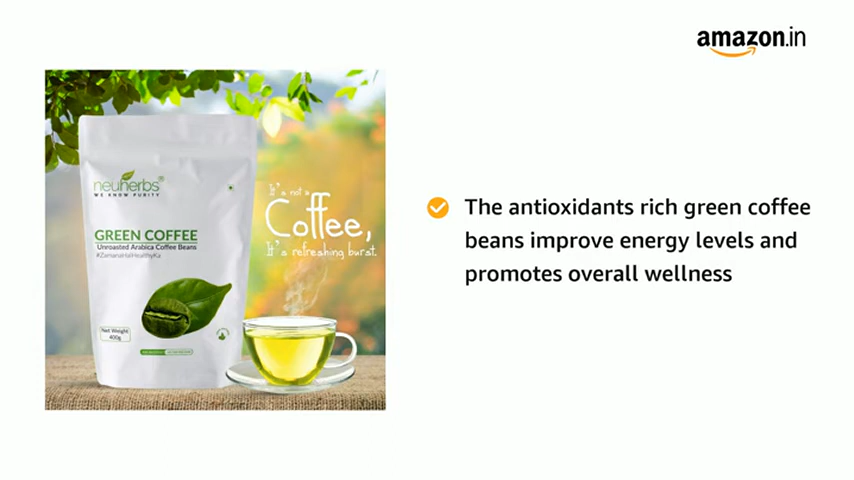 amazon.in
neuherbs®
WE KNOW PURITY
GREEN COFFEE
Unroasted Arabica Coffee Beans
#ZamanaHaiHealthyKa
Net Weight
400g
It's not a
Coffee,
It's refreshing burst.
The antioxidants rich green coffee
beans improve energy levels and
promotes overall wellness